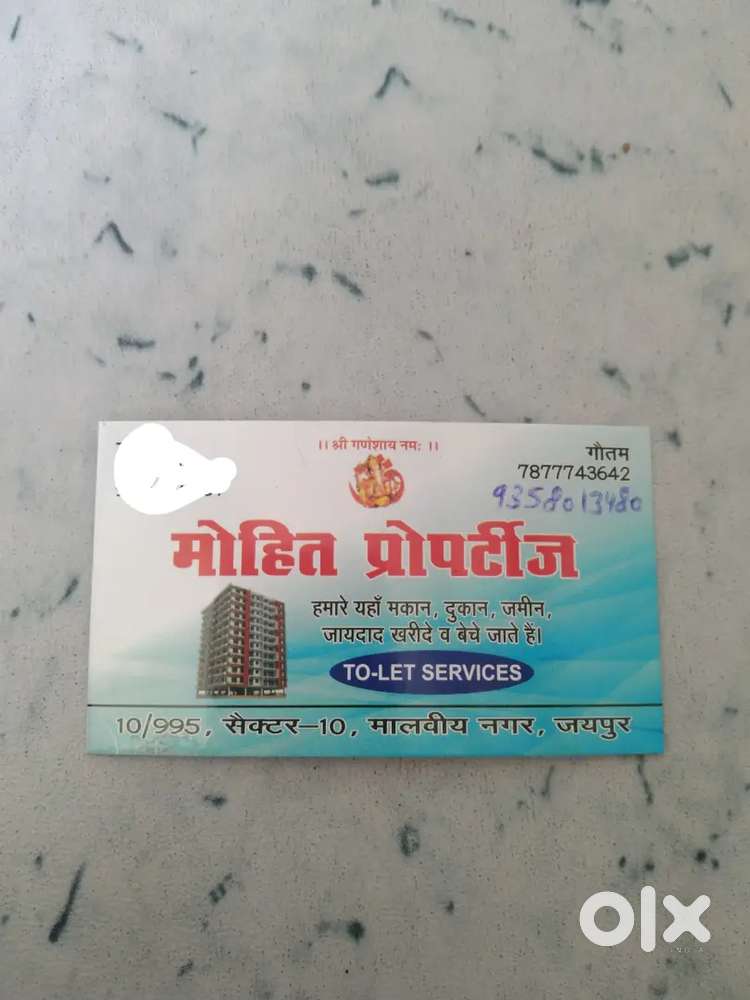 ।। श्री गणेशाय नमः ।।
गौतम
7877743642
9358013480
मोहित प्रोपर्टीज
हमारे यहाँ मकान, दुकान, जमीन,
जायदाद खरीदे व बेचे जाते हैं।
TO-LET SERVICES
10/995, सैक्टर-10, मालवीय नगर, जयपुर
olx
INDIA